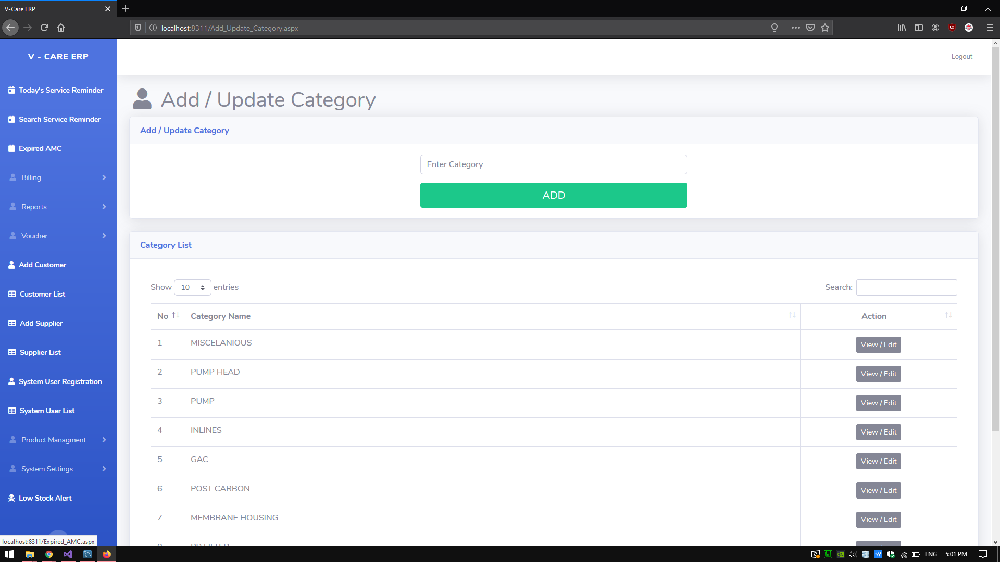 V-Care ERP
localhost:8311/Add_Update_Category.aspx
V - CARE ERP
Logout
Today's Service Reminder
Search Service Reminder
Expired AMC
Billing
Reports
Voucher
Add Customer
Customer List
Add Supplier
Supplier List
System User Registration
System User List
Product Managment
System Settings
Low Stock Alert
Add / Update Category
Add / Update Category
Enter Category
ADD
Category List
Show 10 entries
Search:
No Category Name Action
1 MISCELANIOUS View / Edit
2 PUMP HEAD View / Edit
3 PUMP View / Edit
4 INLINES View / Edit
5 GAC View / Edit
6 POST CARBON View / Edit
7 MEMBRANE HOUSING View / Edit
8 PP FILTER View / Edit
localhost:8311/Expired_AMC.aspx
ENG 5:01 PM